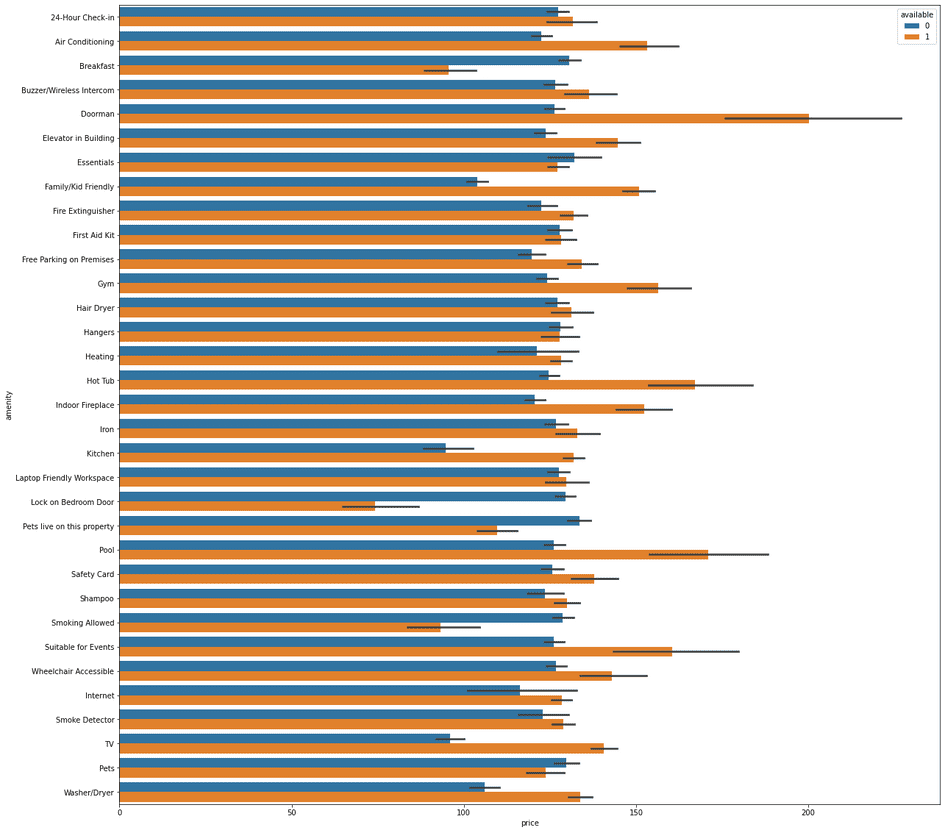 available
0
1
24-Hour Check-in
Air Conditioning
Breakfast
Buzzer/Wireless Intercom
Doorman
Elevator in Building
Essentials
Family/Kid Friendly
Fire Extinguisher
First Aid Kit
Free Parking on Premises
Gym
Hair Dryer
Hangers
Heating
Hot Tub
Indoor Fireplace
Iron
Kitchen
Laptop Friendly Workspace
Lock on Bedroom Door
Pets live on this property
Pool
Safety Card
Shampoo
Smoking Allowed
Suitable for Events
Wheelchair Accessible
Internet
Smoke Detector
TV
Pets
Washer/Dryer
amenity
0 50 100 150 200
price